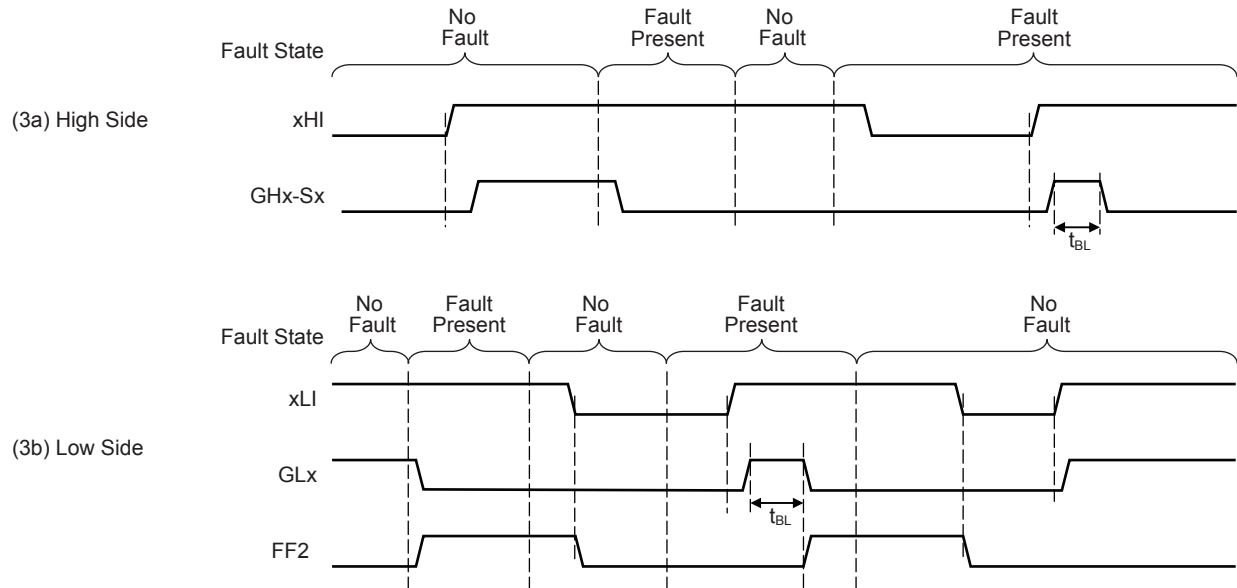 No Fault
Fault Present
No Fault
Fault Present
Fault State
(3a) High Side
xHI
GHx-Sx
tBL
No Fault
Fault Present
No Fault
Fault Present
No Fault
Fault State
xLI
(3b) Low Side
GLx
tBL
FF2